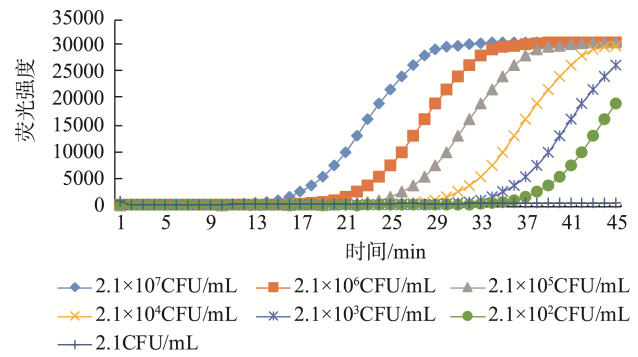 35000
30000
25000
20000
15000
10000
5000
0
荧光强度
1 5 9 13 17 21 25 29 33 37 41 45
时间/min
2.1×10⁷CFU/mL 2.1×10⁶CFU/mL 2.1×10⁵CFU/mL
2.1×10⁴CFU/mL 2.1×10³CFU/mL 2.1×10²CFU/mL
2.1CFU/mL